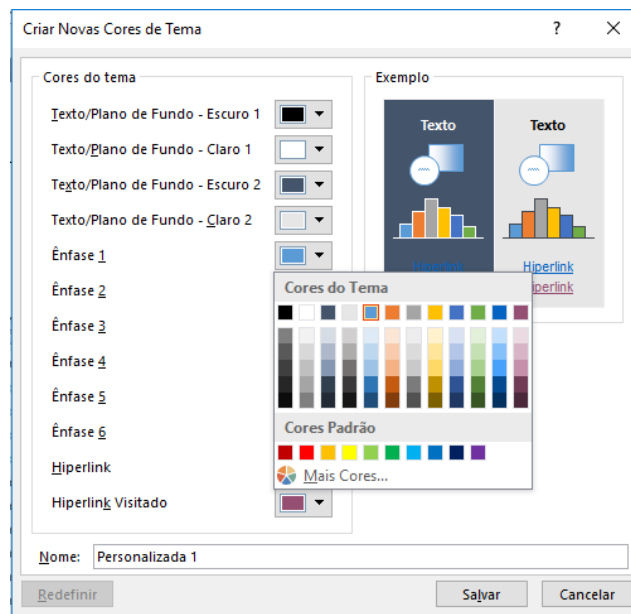 Criar Novas Cores de Tema
?
Cores do tema
Texto/Plano de Fundo - Escuro 1
Texto/Plano de Fundo - Claro 1
Texto/Plano de Fundo - Escuro 2
Texto/Plano de Fundo - Claro 2
Ênfase 1
Ênfase 2
Ênfase 3
Ênfase 4
Ênfase 5
Ênfase 6
Hiperlink
Hiperlink Visitado
Exemplo
Texto
Texto
Hiperlink
Hiperlink
Hiperlink
Cores do Tema
Cores Padrão
Mais Cores...
Nome: Personalizada 1
Redefinir
Salvar
Cancelar